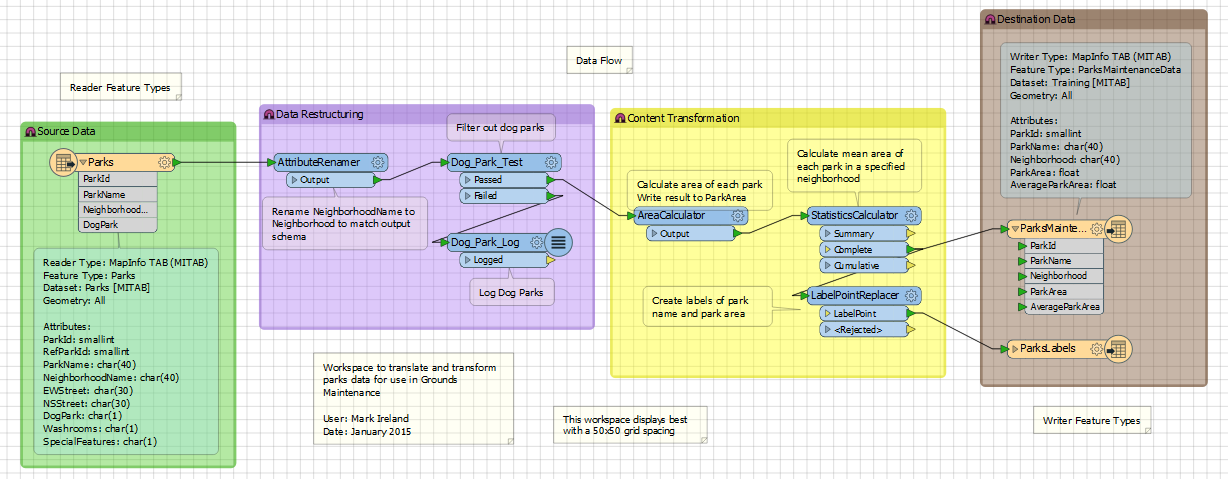 Reader Feature Types
Data Flow
Source Data
Parks
ParkId
ParkName
Neighborhood...
DogPark
Reader Type: MapInfo TAB (MITAB)
Feature Type: Parks
Dataset: Parks [MITAB]
Geometry: All
Attributes:
ParkId: smallint
RefParkId: smallint
ParkName: char(40)
NeighborhoodName: char(40)
EWStreet: char(30)
NSStreet: char(30)
DogPark: char(1)
Washrooms: char(1)
SpecialFeatures: char(1)
Data Restructuring
Filter out dog parks
AttributeRenamer
Output
Rename NeighborhoodName to
Neighborhood to match output
schema
Dog_Park_Test
Passed
Failed
Dog_Park_Log
Logged
Log Dog Parks
Workspace to translate and transform
parks data for use in Grounds
Maintenance
User: Mark Ireland
Date: January 2015
This workspace displays best
with a 50x50 grid spacing
Content Transformation
Calculate mean area of
each park in a specified
neighborhood
Calculate area of each park
Write result to ParkArea
AreaCalculator
Output
StatisticsCalculator
Summary
Complete
Cumulative
Create labels of park
name and park area
LabelPointReplacer
LabelPoint
<Rejected>
Destination Data
Writer Type: MapInfo TAB (MITAB)
Feature Type: ParksMaintenanceData
Dataset: Training [MITAB]
Geometry: All
Attributes:
ParkId: smallint
ParkName: char(40)
Neighborhood: char(40)
ParkArea: float
AverageParkArea: float
ParksMainte...
ParkId
ParkName
Neighborhood
ParkArea
AverageParkArea
ParksLabels
Writer Feature Types